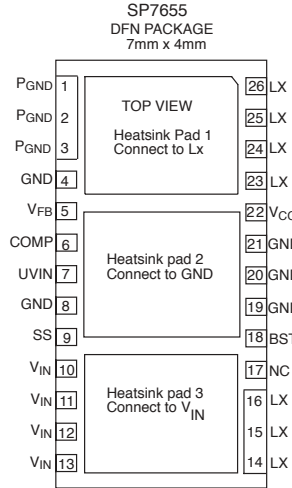 SP7655
DFN PACKAGE
7mm x 4mm
PGND 1
PGND 2
PGND 3
GND 4
VFB 5
COMP 6
UVIN 7
GND 8
SS 9
VIN 10
VIN 11
VIN 12
VIN 13
TOP VIEW
Heatsink Pad 1
Connect to Lx
Heatsink pad 2
Connect to GND
Heatsink pad 3
Connect to VIN
26 LX
25 LX
24 LX
23 LX
22 VCC
21 GND
20 GND
19 GND
18 BST
17 NC
16 LX
15 LX
14 LX